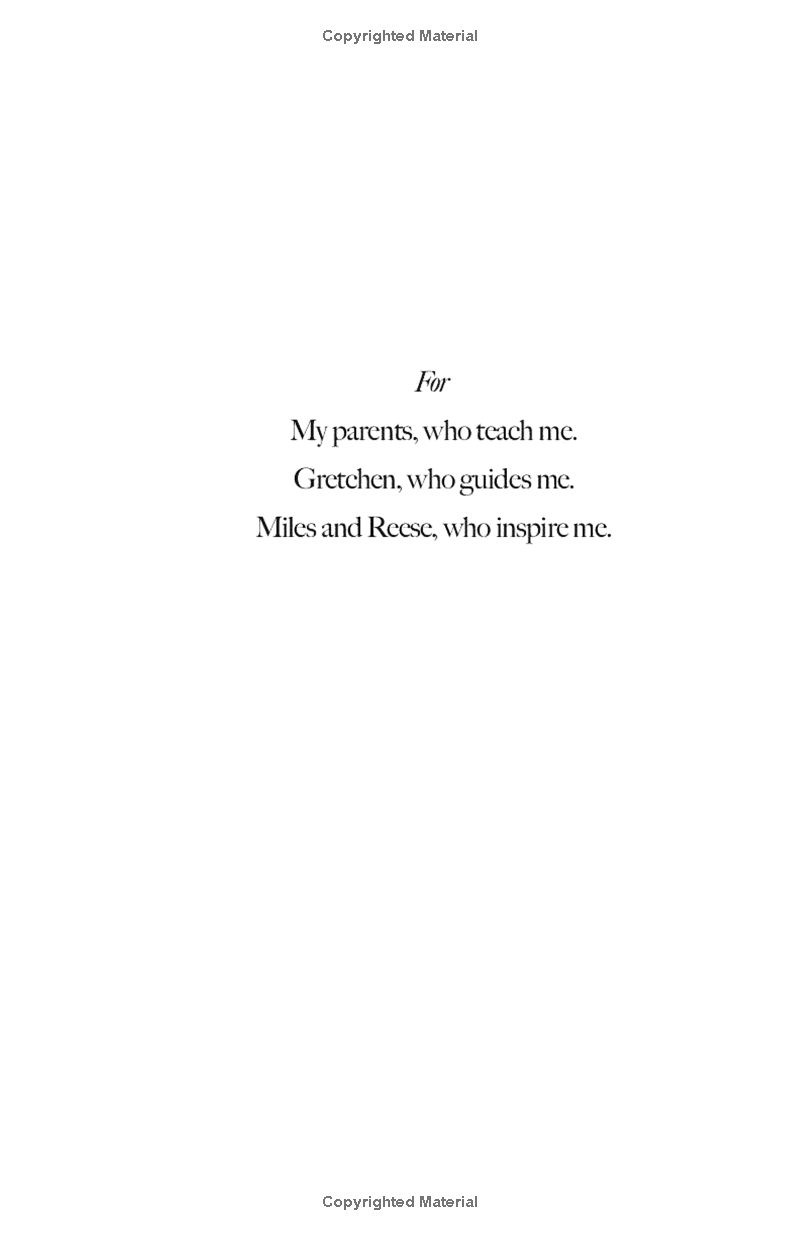 Copyrighted Material
For
My parents, who teach me.
Gretchen, who guides me.
Miles and Reese, who inspire me.
Copyrighted Material